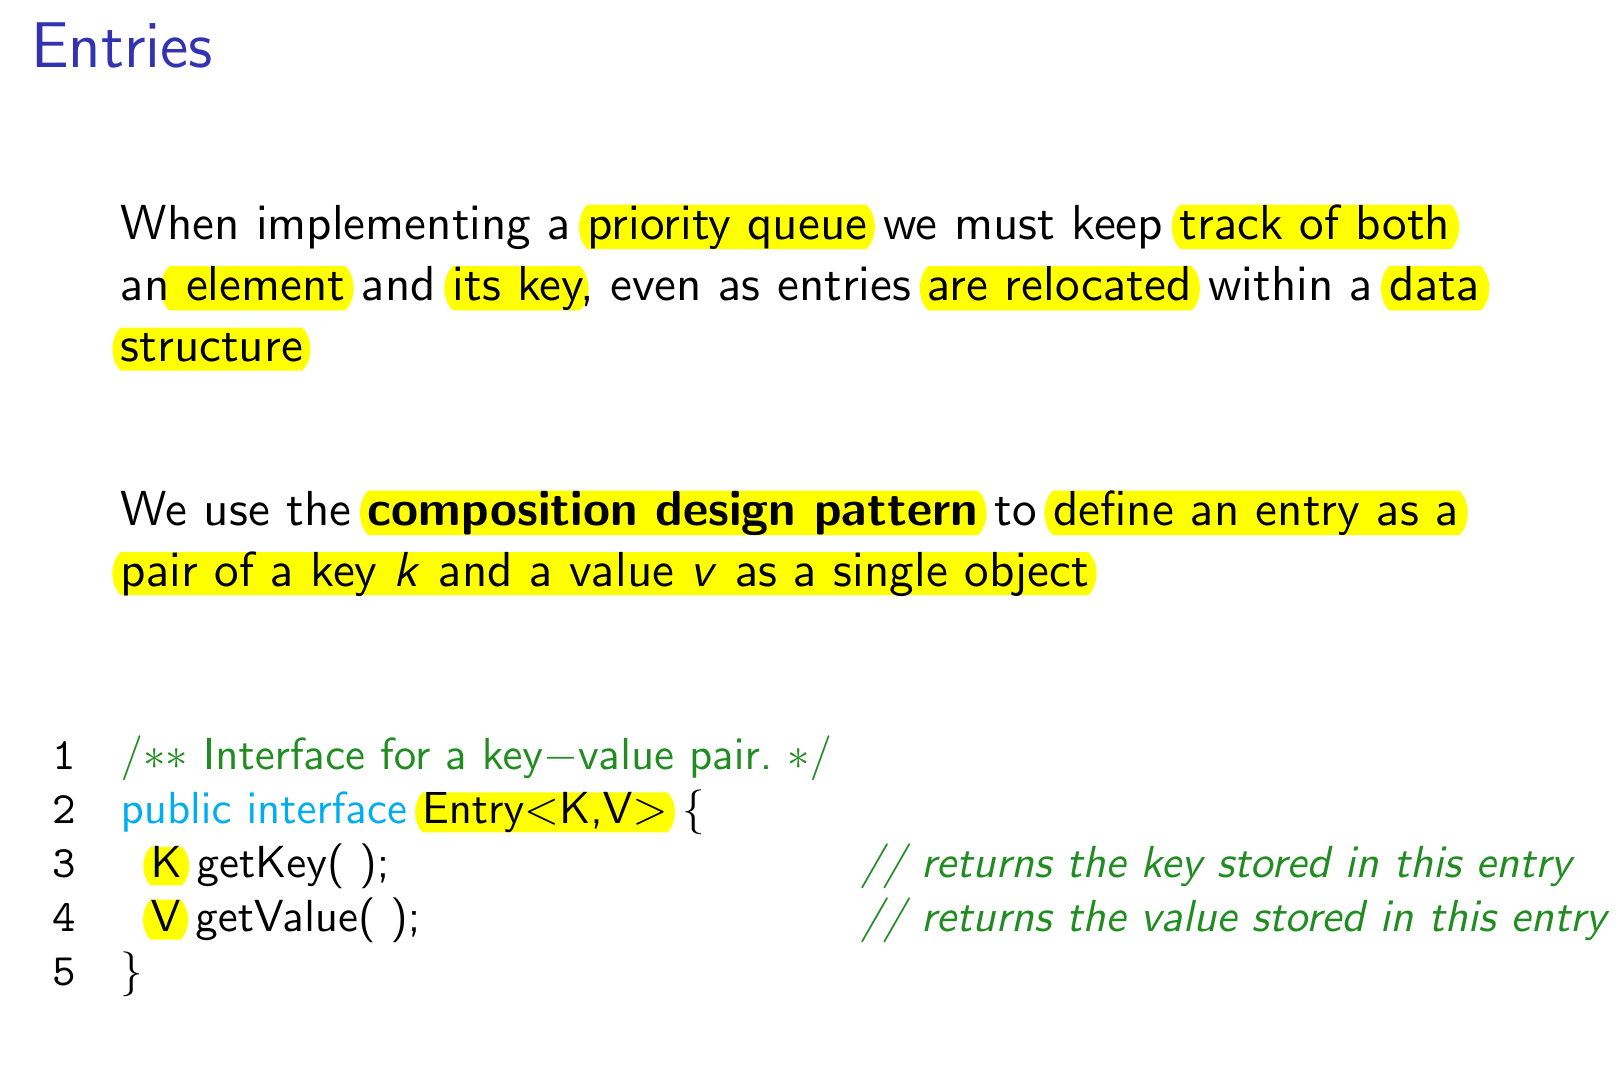 Entries
When implementing a priority queue we must keep track of both
an element and its key, even as entries are relocated within a data
structure
We use the composition design pattern to define an entry as a
pair of a key k and a value v as a single object
1 /** Interface for a key−value pair. */
2 public interface Entry<K,V> {
3 K getKey( ); // returns the key stored in this entry
4 V getValue( ); // returns the value stored in this entry
5 }